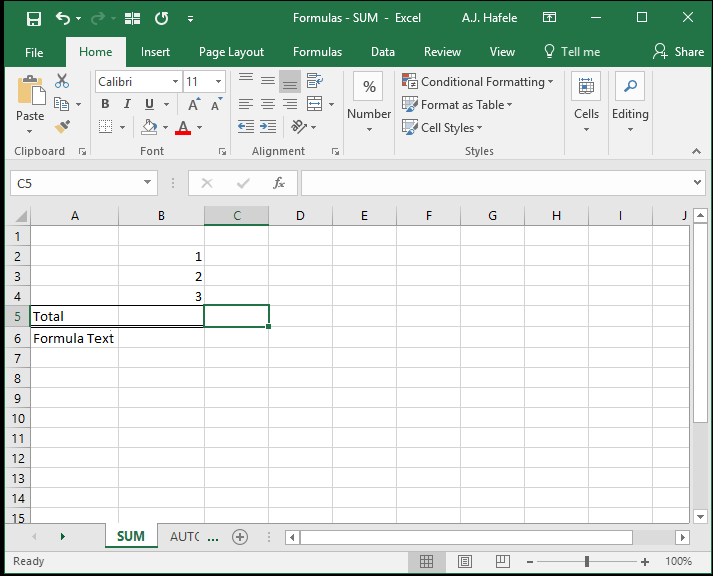 Formulas - SUM - Excel A.J. Hafele
File Home Insert Page Layout Formulas Data Review View Tell me Share
Calibri 11
Paste
B I U A A
A
% Number
Conditional Formatting
Format as Table
Cell Styles
Cells Editing
Clipboard Font Alignment Styles
C5 fx
A B C D E F G H I J
1
2 1
3 2
4 3
5 Total
6 Formula Text
7
8
9
10
11
12
13
14
15
SUM AUTC ...
Ready 100%